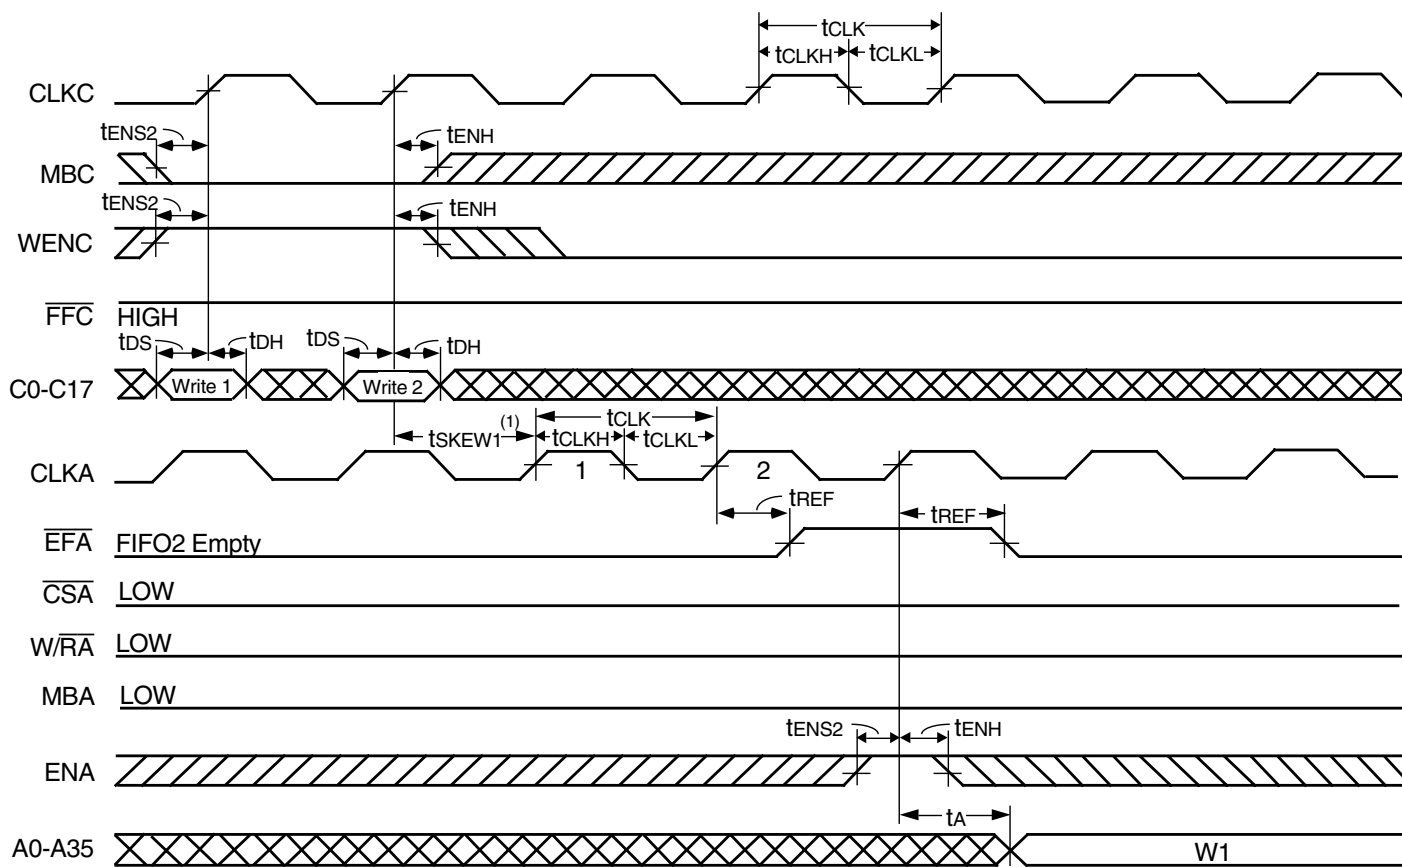 tCLK
tCLKH tCLKL
CLKC
tENS2 tENH
MBC
tENS2 tENH
WENC
FFC HIGH
tDS tDH tDS tDH
C0-C17 Write 1 Write 2
tSKEW1(1) tCLK
tCLKH tCLKL
CLKA 1 2
tREF tREF
EFA FIFO2 Empty
CSA LOW
W/RA LOW
MBA LOW
tENS2 tENH
ENA
tA
A0-A35 W1